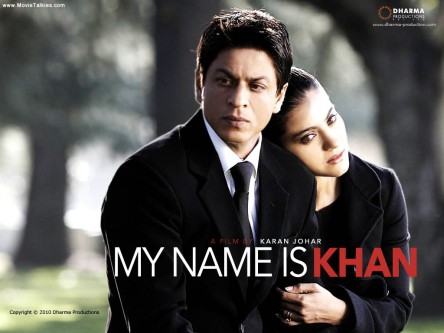 www.MovieTalkies.com
DHARMA
PRODUCTIONS
www.dharma-production.com
A FILM BY KARAN JOHAR
MY NAME IS KHAN
Copyright © 2010 Dharma Productions